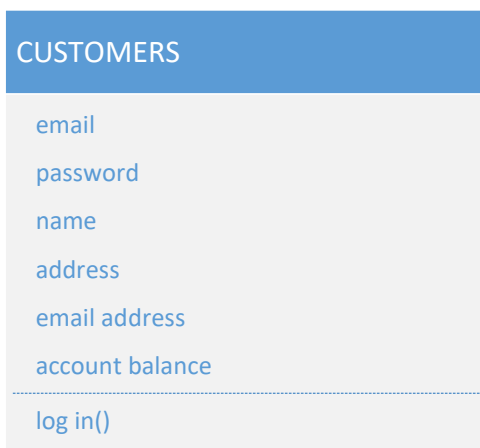 CUSTOMERS
email
password
name
address
email address
account balance
log in()